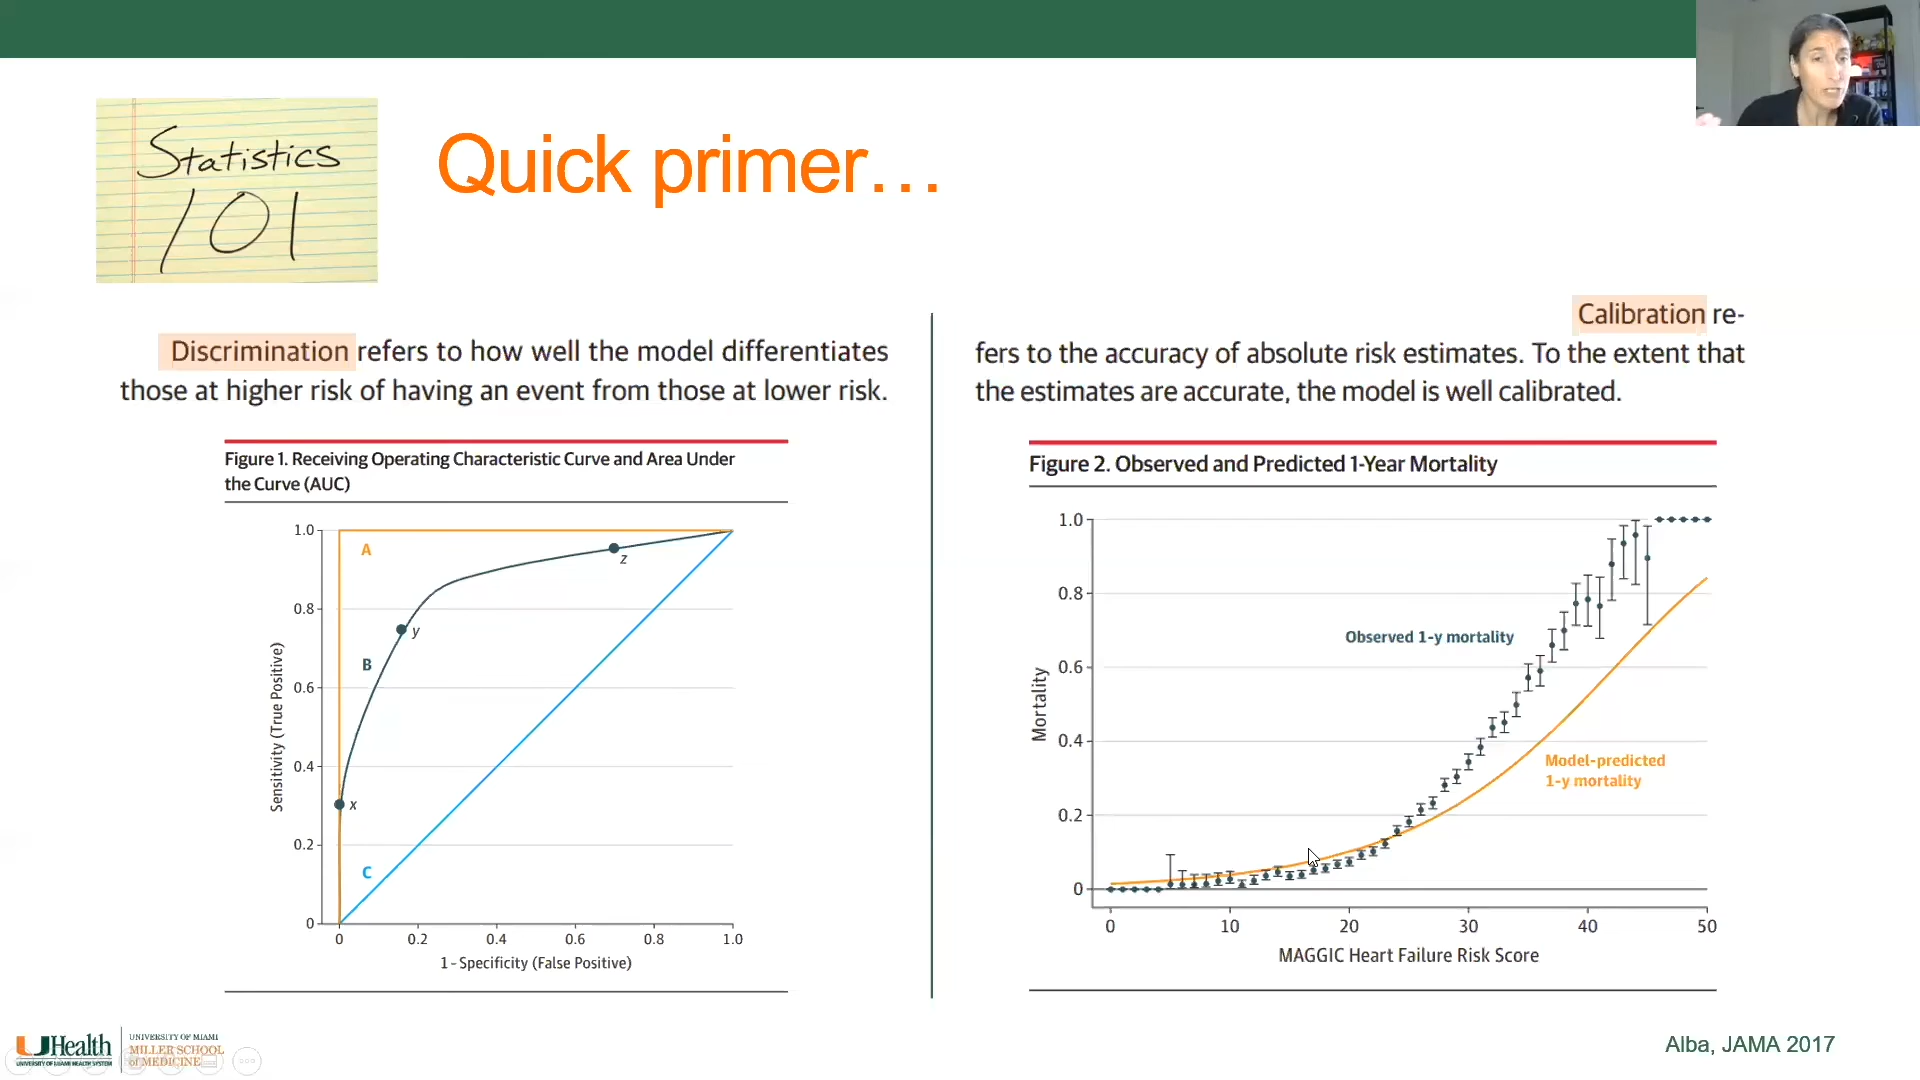 Statistics
101
Quick primer…
Discrimination refers to how well the model differentiates
those at higher risk of having an event from those at lower risk.
Figure 1. Receiving Operating Characteristic Curve and Area Under
the Curve (AUC)
Sensitivity (True Positive)
1.0
0.8
0.6
0.4
0.2
0
A
B
C
x
y
z
0 0.2 0.4 0.6 0.8 1.0
1 - Specificity (False Positive)
Calibration re-
fers to the accuracy of absolute risk estimates. To the extent that
the estimates are accurate, the model is well calibrated.
Figure 2. Observed and Predicted 1-Year Mortality
Mortality
1.0
0.8
0.6
0.4
0.2
0
Observed 1-y mortality
Model-predicted
1-y mortality
0 10 20 30 40 50
MAGGIC Heart Failure Risk Score
UHealth
UNIVERSITY OF MIAMI HEALTH SYSTEM
UNIVERSITY OF MIAMI
MILLER SCHOOL
of MEDICINE
Alba, JAMA 2017